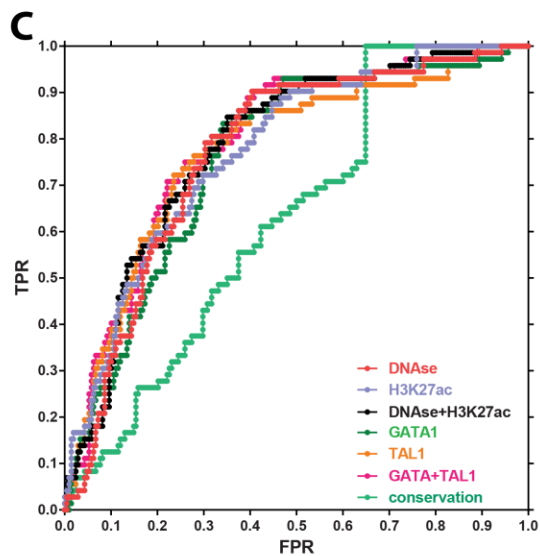 C
1.0
0.9
0.8
0.7
0.6
0.5
0.4
0.3
0.2
0.1
0.0
TPR
DNAse
H3K27ac
DNAse+H3K27ac
GATA1
TAL1
GATA+TAL1
conservation
0.0 0.1 0.2 0.3 0.4 0.5 0.6 0.7 0.8 0.9 1.0
FPR